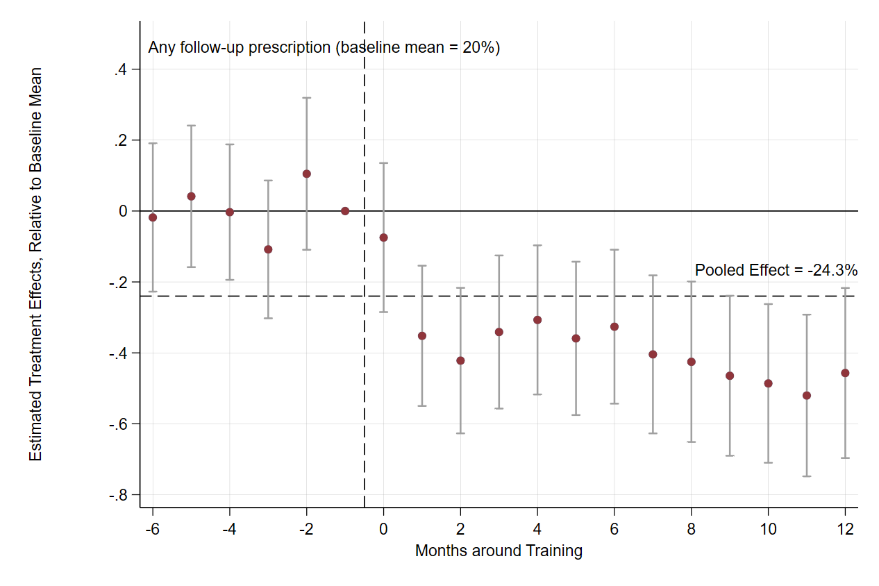 Any follow-up prescription (baseline mean = 20%)
Estimated Treatment Effects, Relative to Baseline Mean
.4
.2
0
-.2
-.4
-.6
-.8
Pooled Effect = -24.3%
-6 -4 -2 0 2 4 6 8 10 12
Months around Training